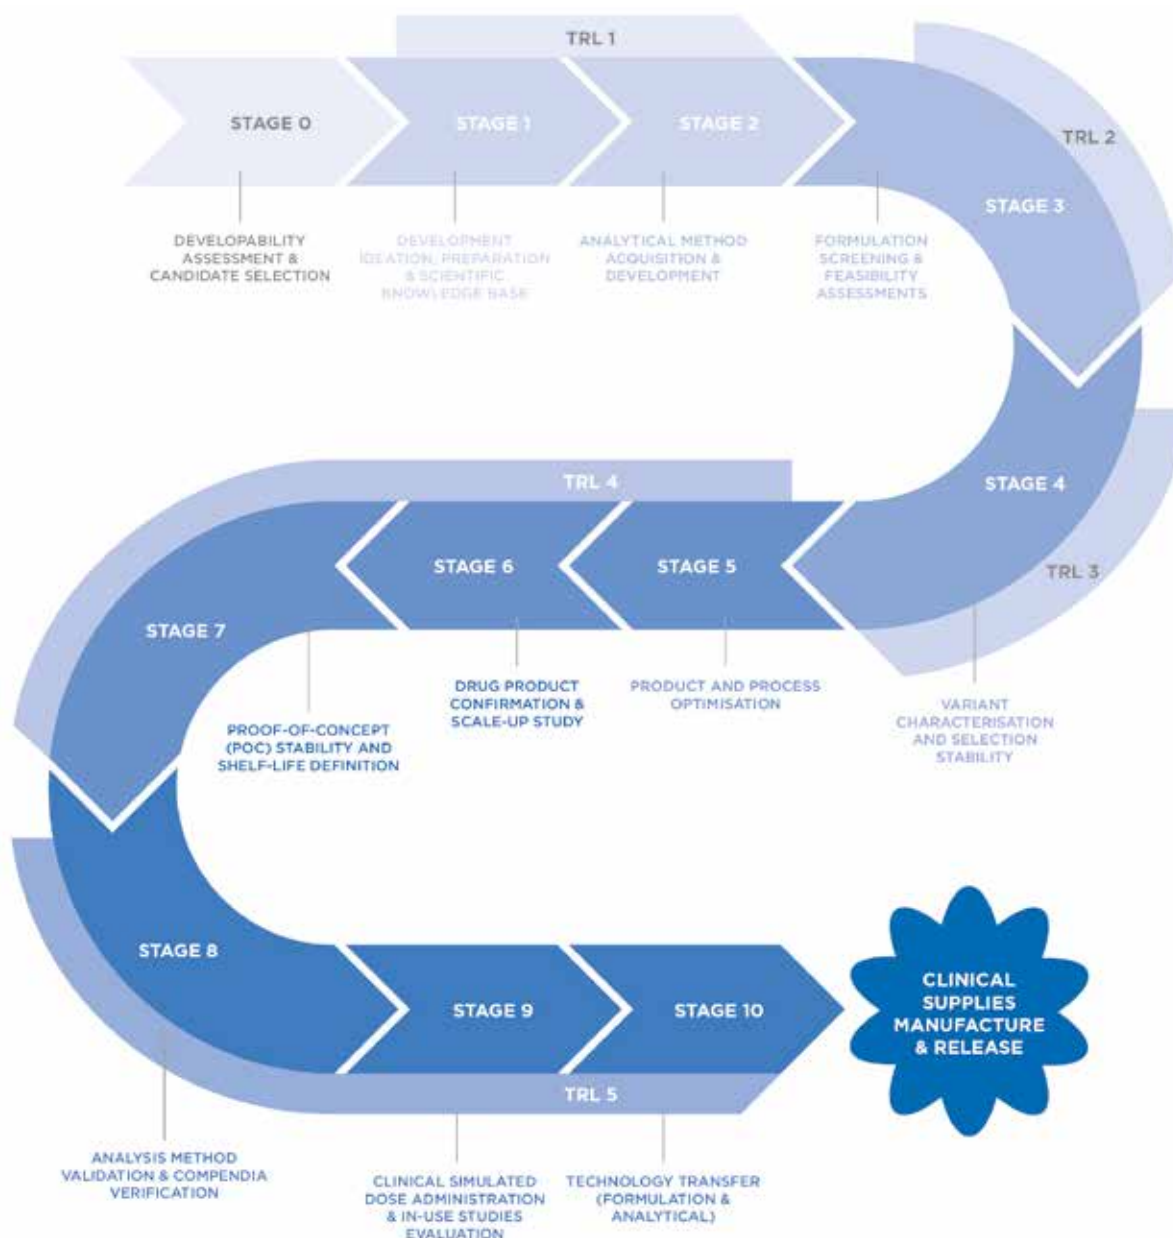 TRL 1
STAGE 0
STAGE 1
STAGE 2
TRL 2
STAGE 3
DEVELOPABILITY
ASSESSMENT &
CANDIDATE SELECTION
DEVELOPMENT
IDEATION, PREPARATION
& SCIENTIFIC
KNOWLEDGE BASE
ANALYTICAL METHOD
ACQUISITION &
DEVELOPMENT
FORMULATION
SCREENING &
FEASIBILITY
ASSESSMENTS
STAGE 4
TRL 3
VARIANT
CHARACTERISATION
AND SELECTION
STABILITY
TRL 4
STAGE 5
PRODUCT AND PROCESS
OPTIMISATION
STAGE 6
DRUG PRODUCT
CONFIRMATION &
SCALE-UP STUDY
STAGE 7
PROOF-OF-CONCEPT
(POC) STABILITY AND
SHELF-LIFE DEFINITION
STAGE 8
STAGE 9
STAGE 10
TRL 5
ANALYSIS METHOD
VALIDATION & COMPENDIA
VERIFICATION
CLINICAL SIMULATED
DOSE ADMINISTRATION
& IN-USE STUDIES
EVALUATION
TECHNOLOGY TRANSFER
(FORMULATION &
ANALYTICAL)
CLINICAL
SUPPLIES
MANUFACTURE
& RELEASE